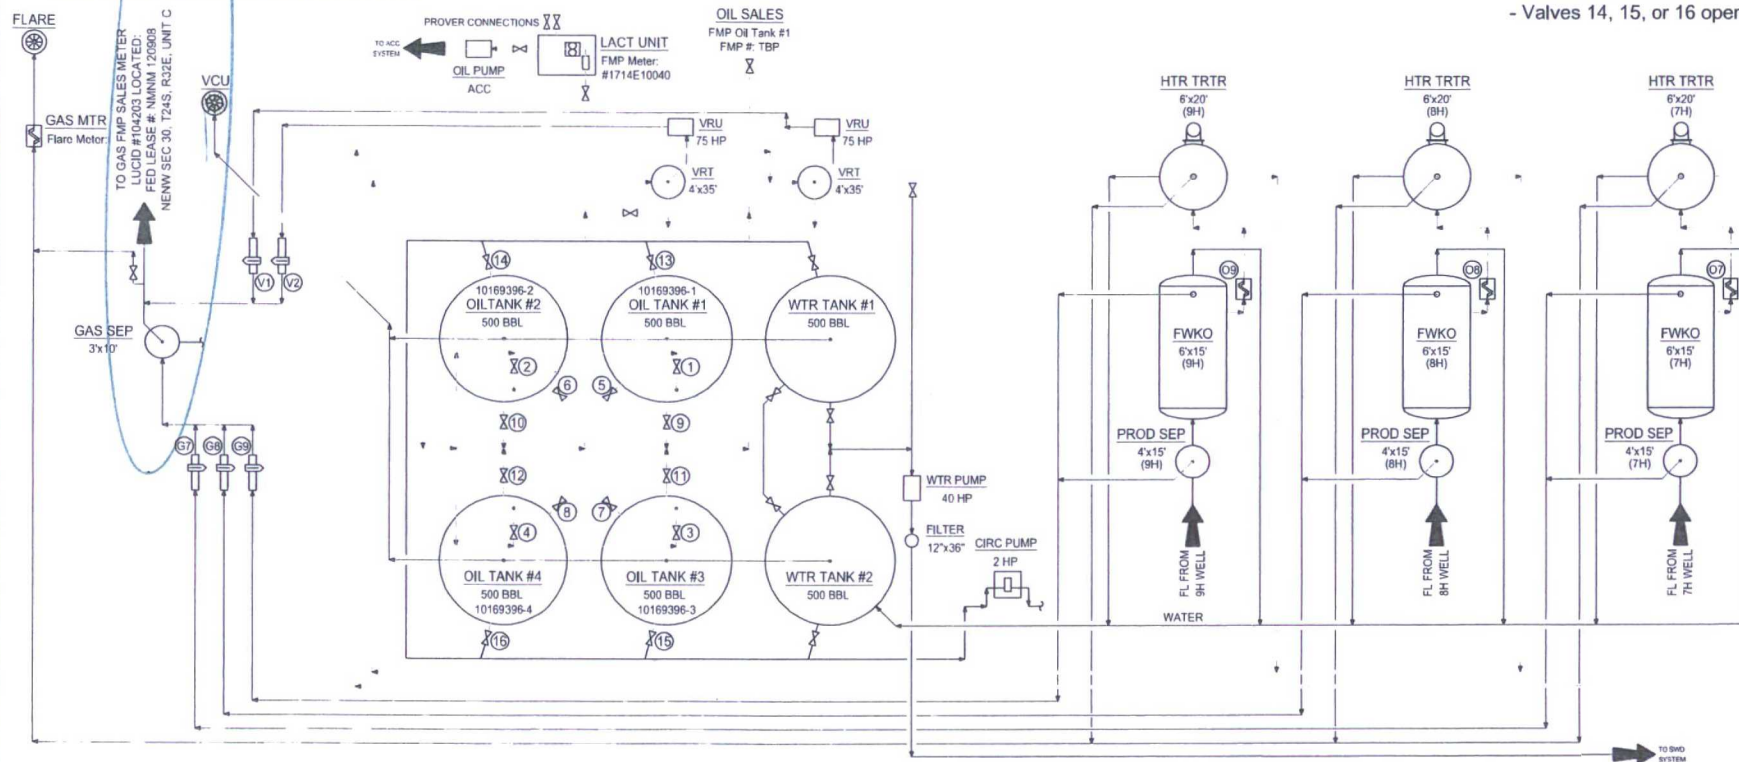 - Valves 14, 15, or 16 oper
FLARE
GAS MTR
Flare Meter:
TO GAS FMP SALES METER
LUCID #104203 LOCATED:
FED LEASE #: NMNM 120908
NENW SEC 30, T24S, R32E, UNIT C
VCU
PROVER CONNECTIONS
TO ACC
SYSTEM
OIL PUMP
ACC
LACT UNIT
FMP Meter:
#1714E10040
OIL SALES
FMP Oil Tank #1
FMP #: TBP
VRU
75 HP
VRU
75 HP
VRT
4'x35'
VRT
4'x35'
V1
V2
GAS SEP
3'x10'
G7
G8
G9
14
13
10169396-2
OILTANK #2
500 BBL
10169396-1
OIL TANK #1
500 BBL
WTR TANK #1
500 BBL
2
1
6
5
10
9
12
11
8
7
4
3
OIL TANK #4
500 BBL
10169396-4
OIL TANK #3
500 BBL
10169396-3
WTR TANK #2
500 BBL
16
15
WTR PUMP
40 HP
FILTER
12"x36"
CIRC PUMP
2 HP
WATER
HTR TRTR
6'x20'
(9H)
HTR TRTR
6'x20'
(8H)
HTR TRTR
6'x20'
(7H)
O9
O8
O7
FWKO
6'x15'
(9H)
FWKO
6'x15'
(8H)
FWKO
6'x15'
(7H)
PROD SEP
4'x15'
(9H)
PROD SEP
4'x15'
(8H)
PROD SEP
4'x15'
(7H)
FL FROM
9H WELL
FL FROM
8H WELL
FL FROM
7H WELL
TO SWD
SYSTEM